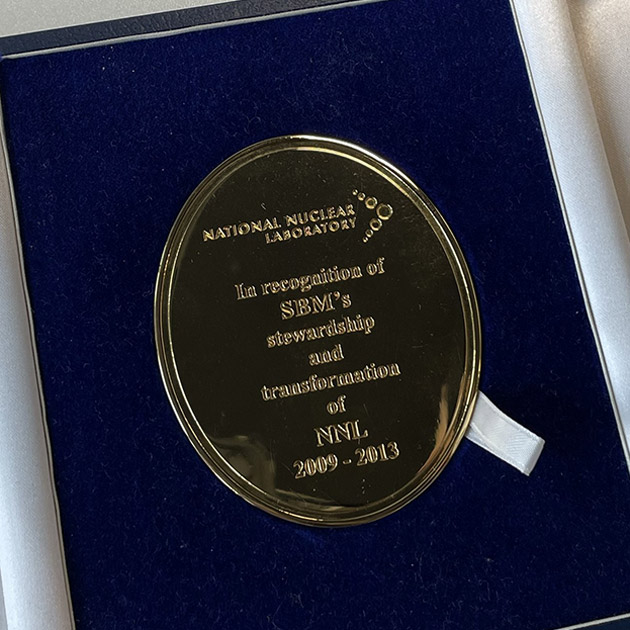 NATIONAL NUCLEAR
LABORATORY
In recognition of
SBM's
stewardship
and
transformation
of
NNL
2009 - 2013